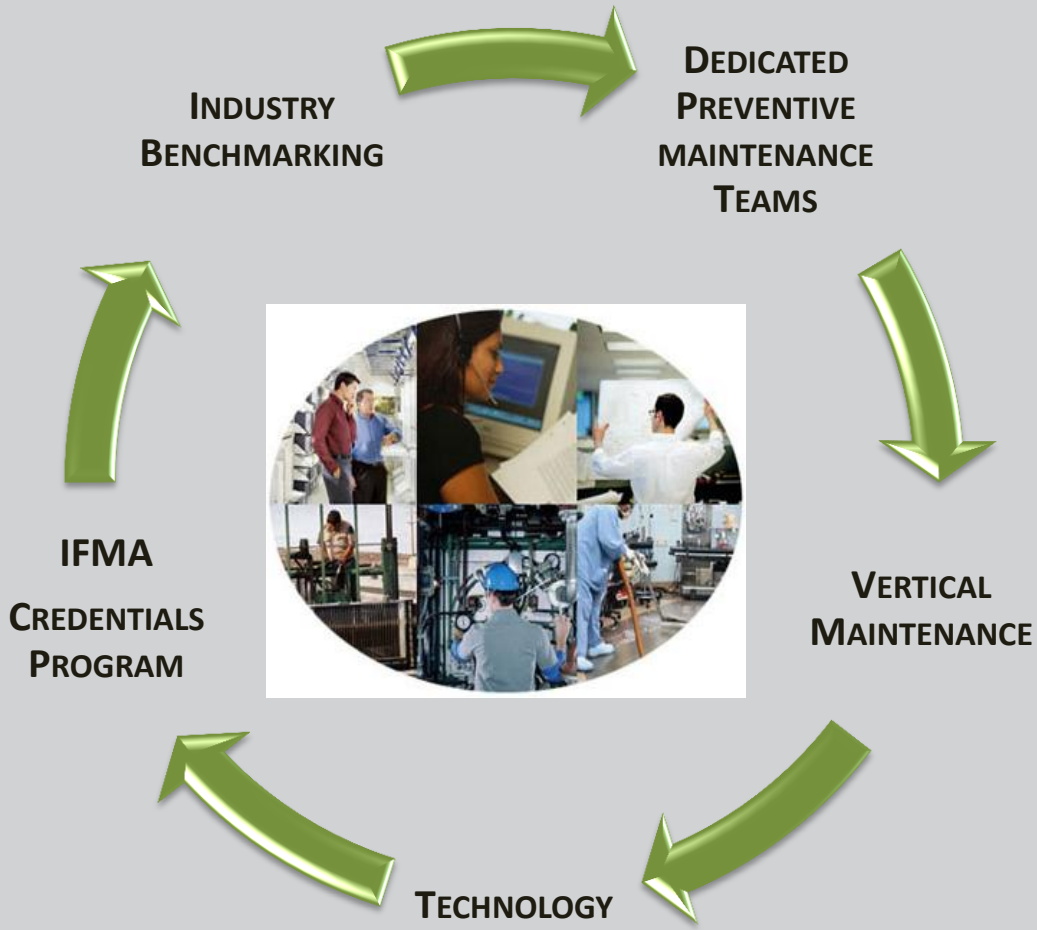 INDUSTRY
BENCHMARKING
DEDICATED
PREVENTIVE
MAINTENANCE
TEAMS
VERTICAL
MAINTENANCE
TECHNOLOGY
IFMA
CREDENTIALS
PROGRAM